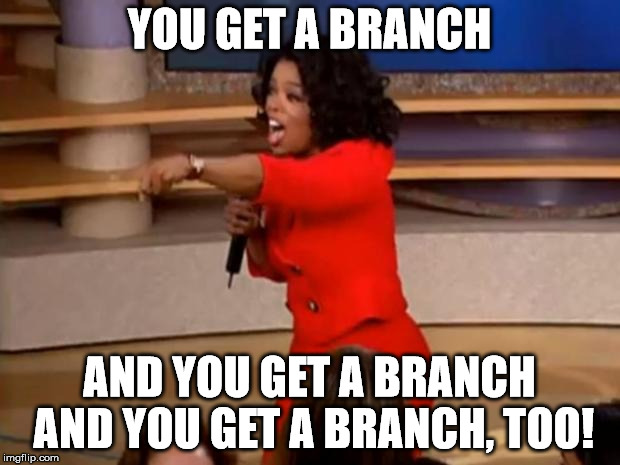 YOU GET A BRANCH
AND YOU GET A BRANCH
AND YOU GET A BRANCH, TOO!
imgflip.com